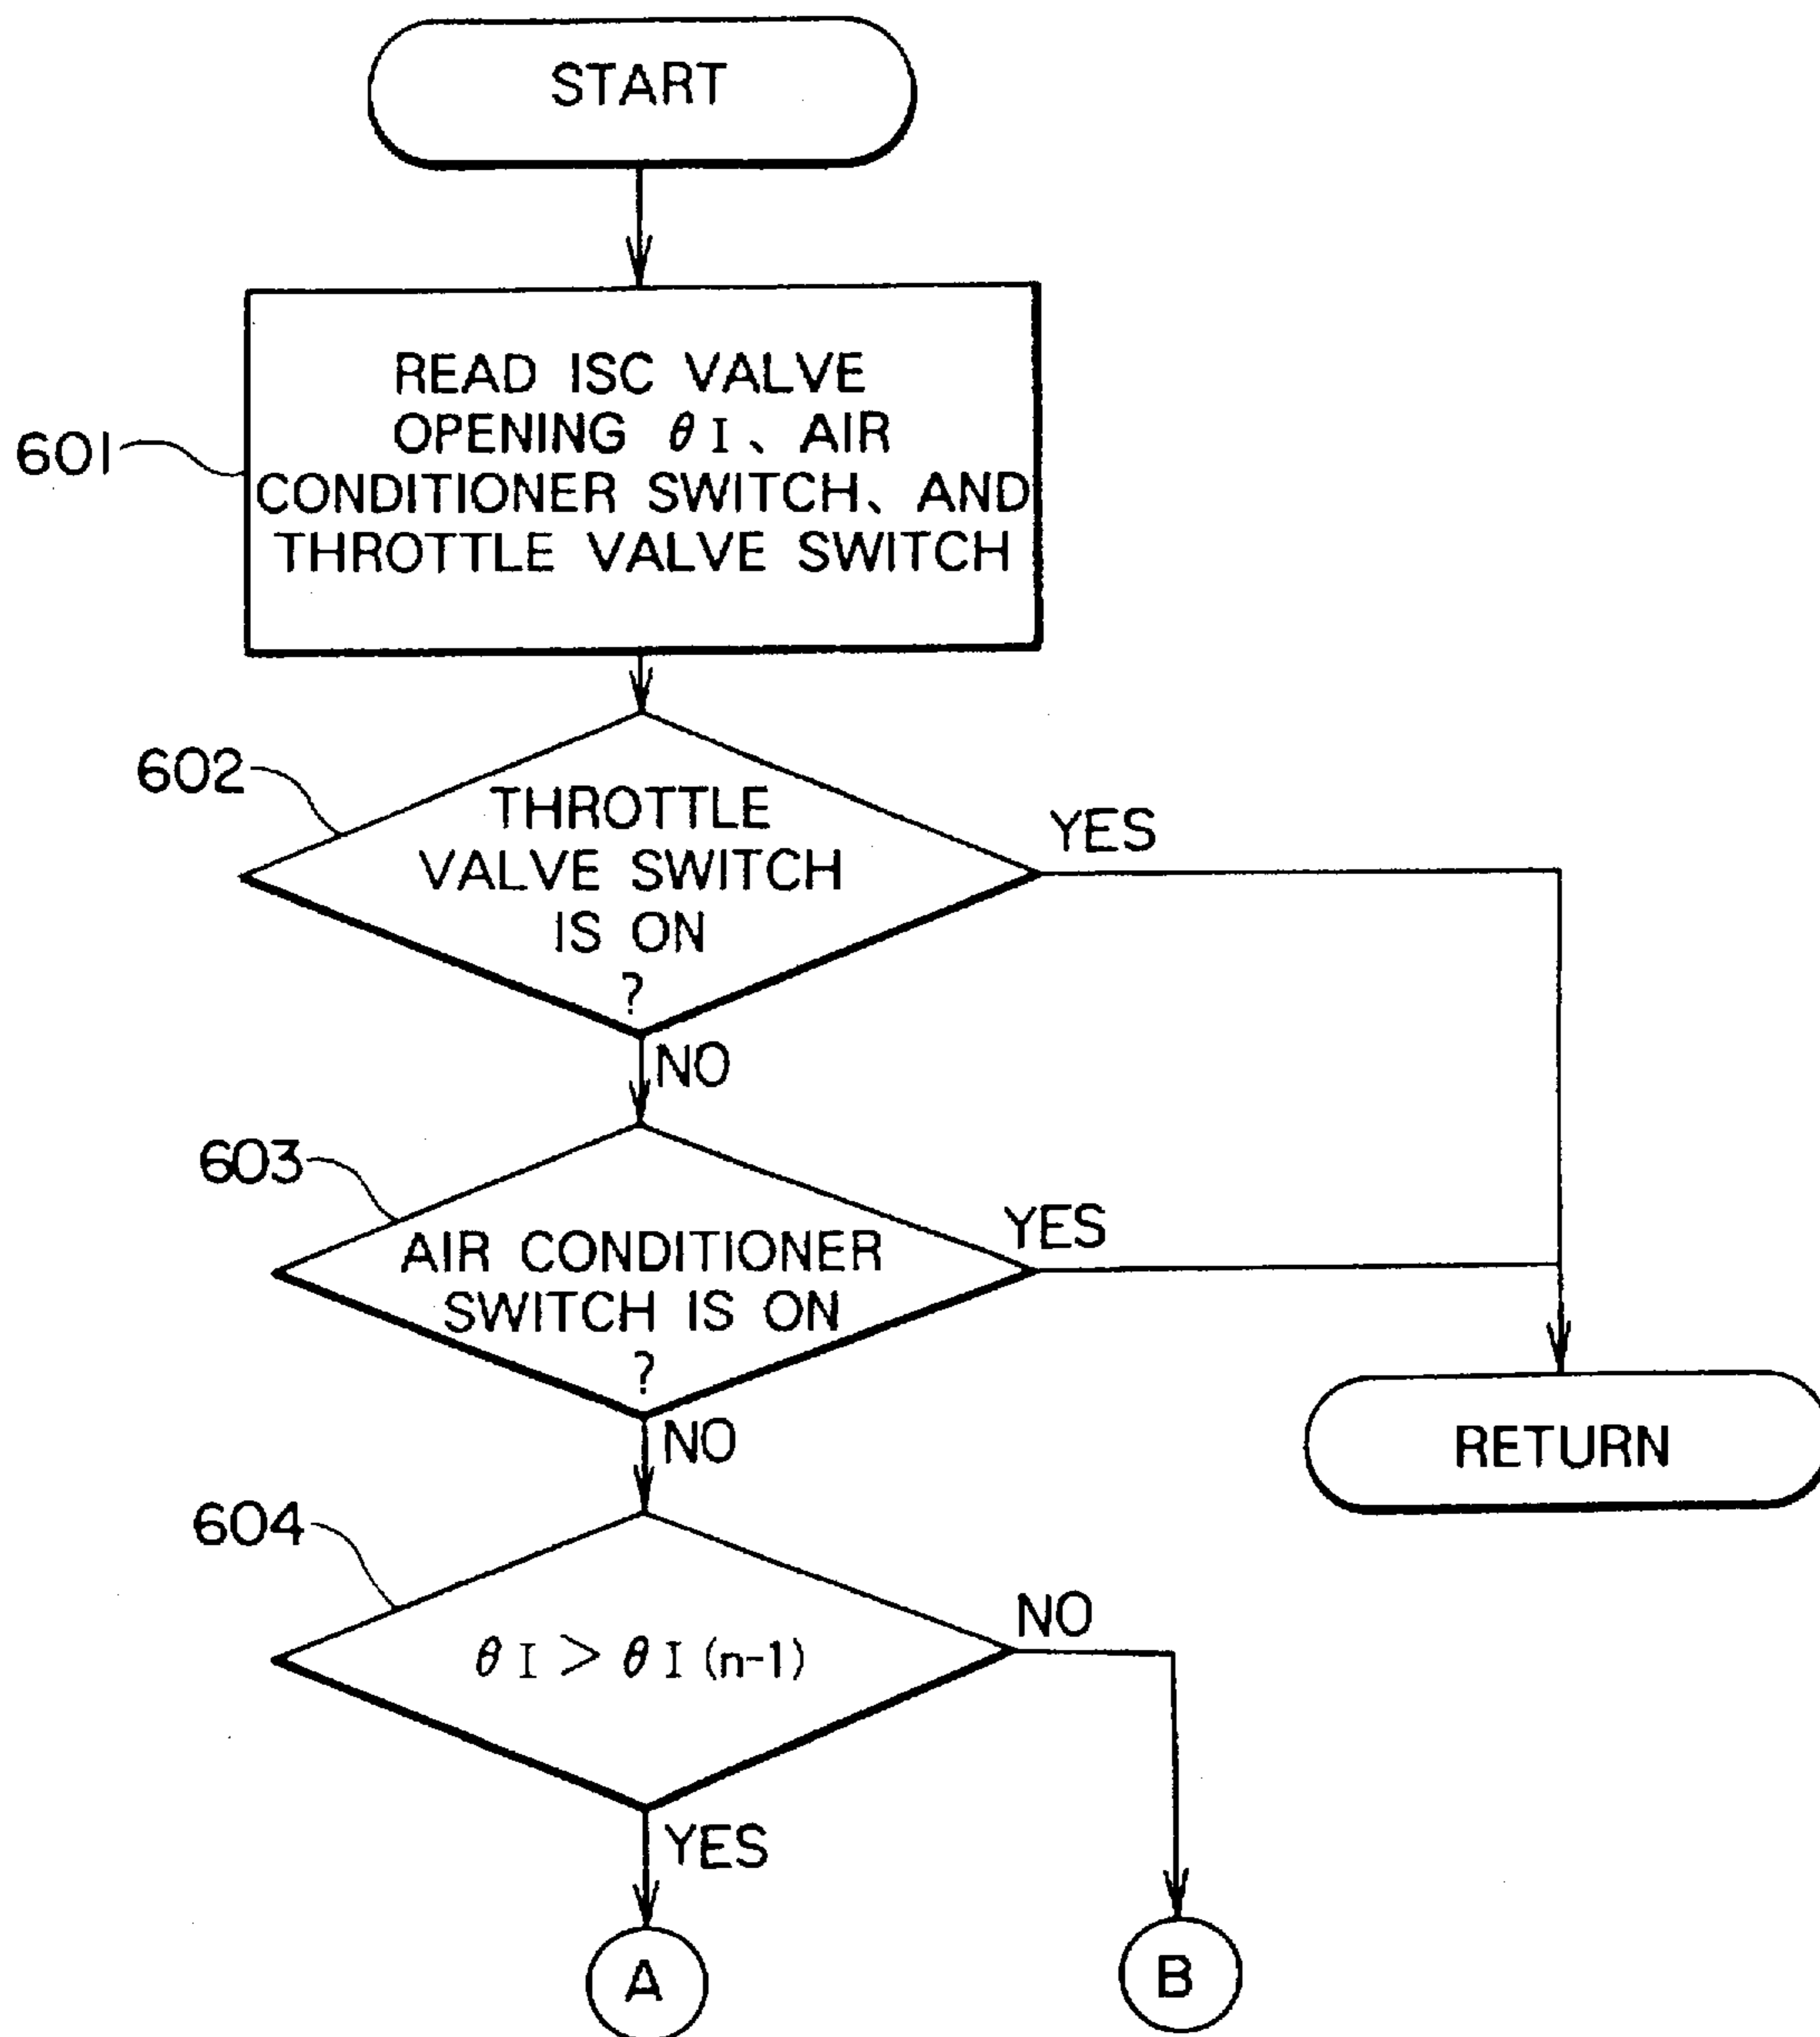 START
READ ISC VALVE
OPENING θI、AIR
CONDITIONER SWITCH、AND
THROTTLE VALVE SWITCH
601
602
THROTTLE
VALVE SWITCH
IS ON
?
YES
NO
603
AIR CONDITIONER
SWITCH IS ON
?
YES
NO
RETURN
604
θI > θI(n-1)
NO
YES
A
B